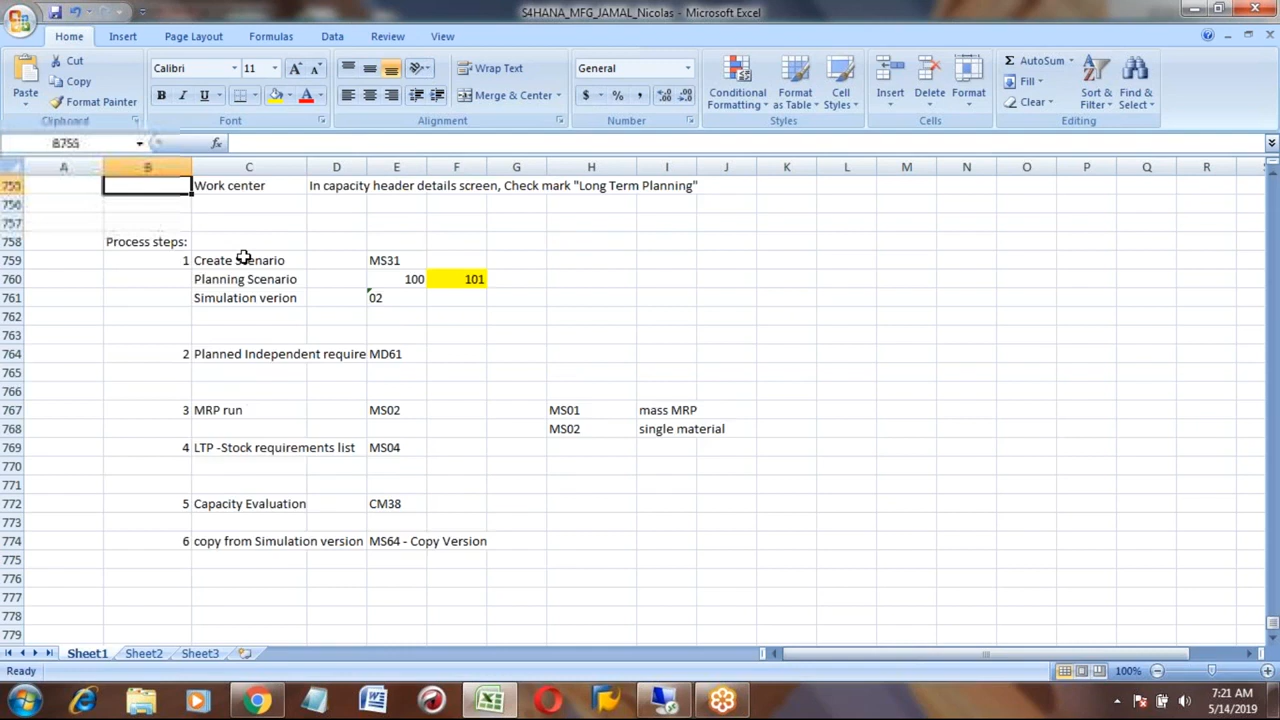 S4HANA_MFG_JAMAL_Nicolas - Microsoft Excel
Home Insert Page Layout Formulas Data Review View
Paste Cut Copy Format Painter Clipboard
Calibri 11 A A B I U A Font
Wrap Text Merge & Center Alignment
General $ % , Number
Conditional Formatting Format as Table Cell Styles Styles
Insert Delete Format Cells
AutoSum Fill Clear Sort & Filter Find & Select Editing
B755 fx
A B C D E F G H I J K L M N O P Q R
755 Work center In capacity header details screen, Check mark "Long Term Planning"
756
757
758 Process steps:
759 1 Create Scenario MS31
760 Planning Scenario 100 101
761 Simulation verion 02
762
763
764 2 Planned Independent require MD61
765
766
767 3 MRP run MS02 MS01 mass MRP
768 MS02 single material
769 4 LTP -Stock requirements list MS04
770
771
772 5 Capacity Evaluation CM38
773
774 6 copy from Simulation version MS64 - Copy Version
775
776
777
778
779
Sheet1 Sheet2 Sheet3
Ready 100%
7:21 AM
5/14/2019